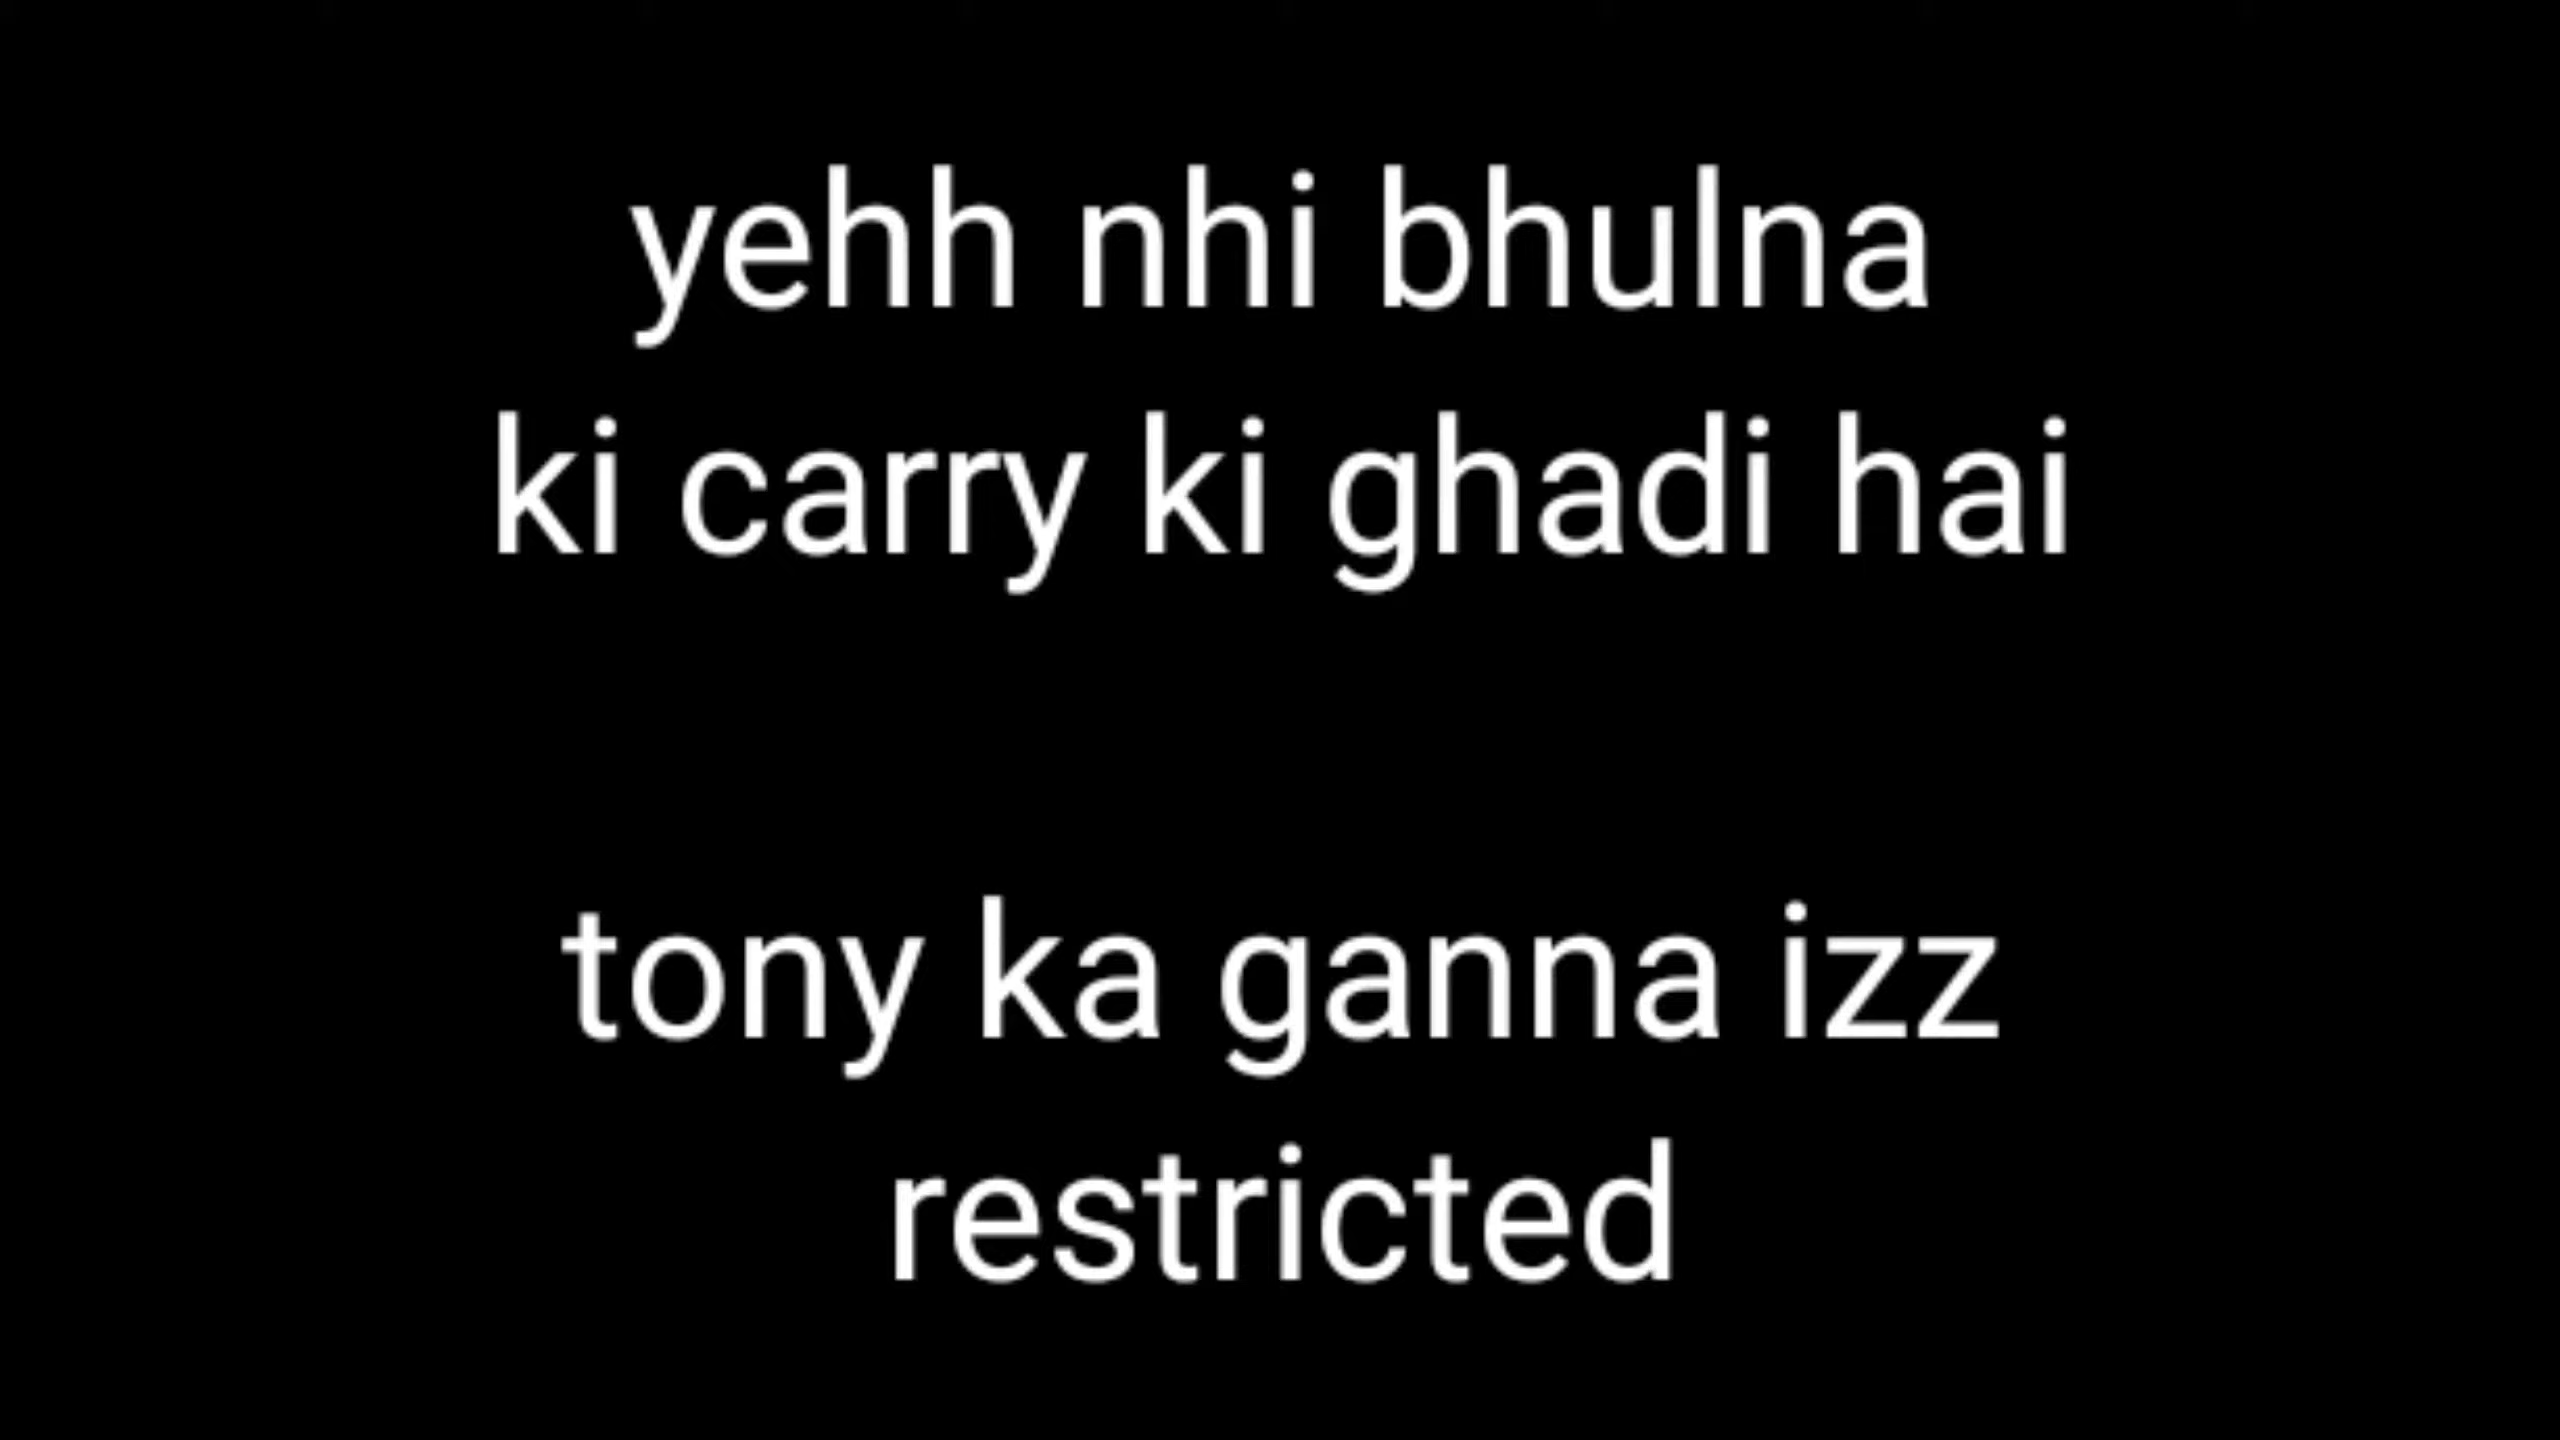 yehh nhi bhulna
ki carry ki ghadi hai
tony ka ganna izz
restricted